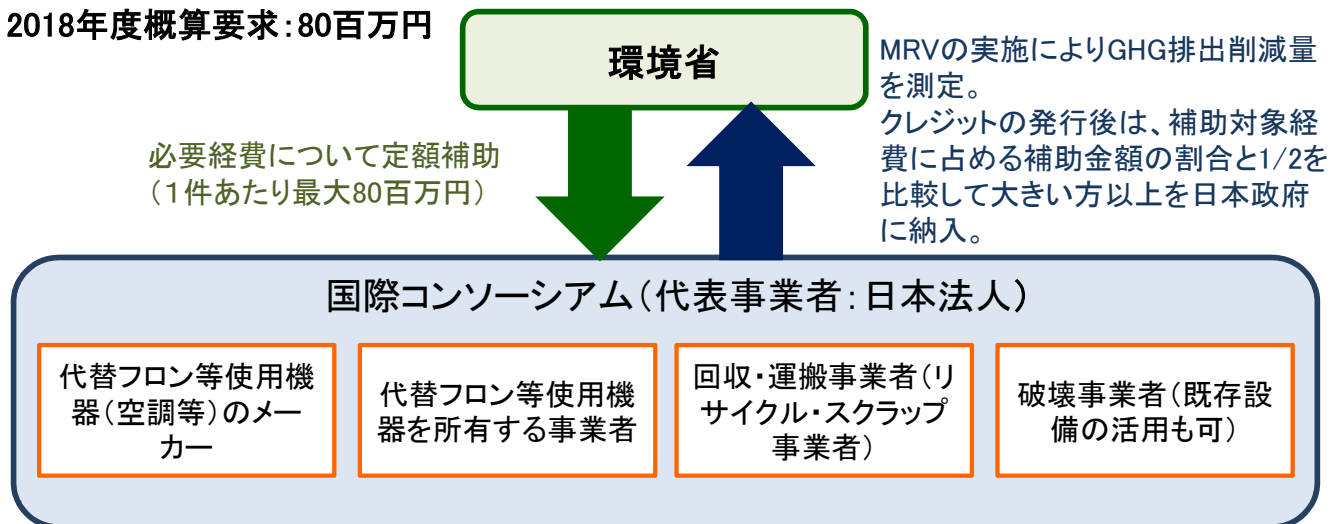 2018年度概算要求:80百万円
環境省
MRVの実施によりGHG排出削減量
を測定。
クレジットの発行後は、補助対象経
費に占める補助金額の割合と1/2を
比較して大きい方以上を日本政府
に納入。
必要経費について定額補助
(1件あたり最大80百万円)
国際コンソーシアム(代表事業者:日本法人)
代替フロン等使用機
器(空調等)のメー
カー
代替フロン等使用機
器を所有する事業者
回収・運搬事業者(リ
サイクル・スクラップ
事業者)
破壊事業者(既存設
備の活用も可)